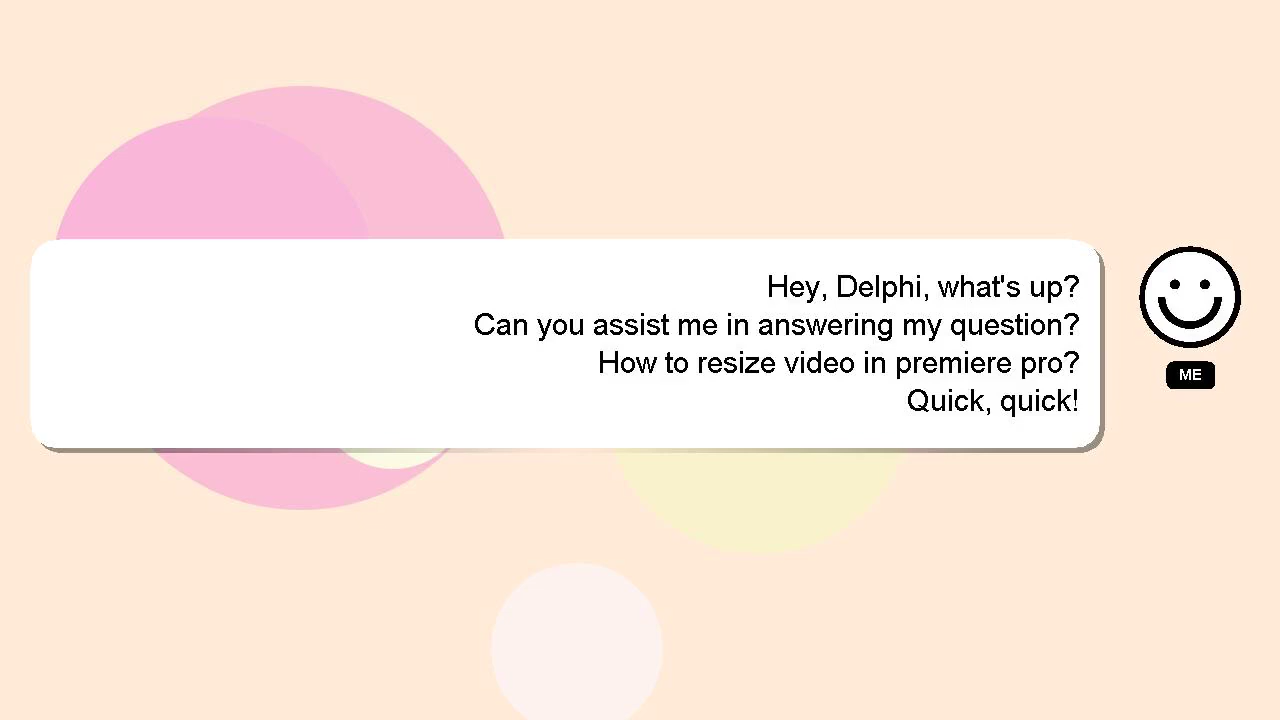 Hey, Delphi, what's up?
Can you assist me in answering my question?
How to resize video in premiere pro?
Quick, quick!
ME